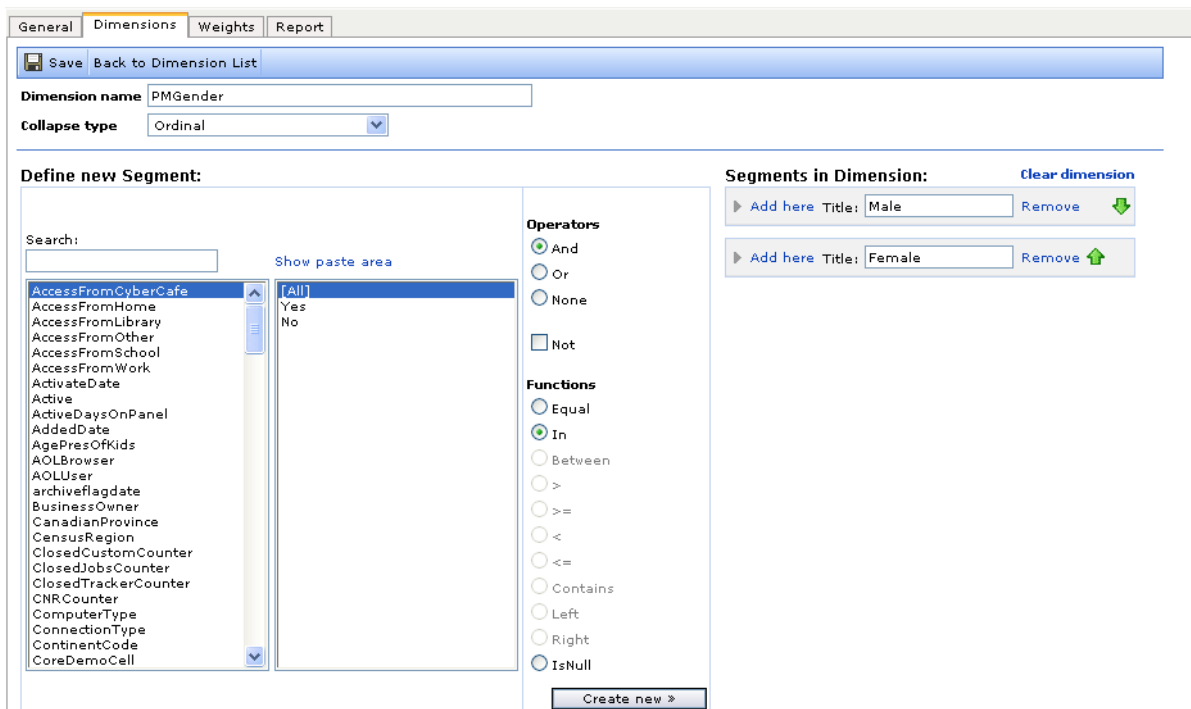 General Dimensions Weights Report
Save Back to Dimension List
Dimension name PMGender
Collapse type Ordinal
Define new Segment:
Search:
Show paste area
AccessFromCyberCafe
AccessFromHome
AccessFromLibrary
AccessFromOther
AccessFromSchool
AccessFromWork
ActivateDate
Active
ActiveDaysOnPanel
AddedDate
AgePresOfKids
AOLBrowser
AOLUser
archiveflagdate
BusinessOwner
CanadianProvince
CensusRegion
ClosedCustomCounter
ClosedJobsCounter
ClosedTrackerCounter
CNRCounter
ComputerType
ConnectionType
ContinentCode
CoreDemoCell
[All]
Yes
No
Operators
And
Or
None
Not
Functions
Equal
In
Between
>
>=
<
<=
Contains
Left
Right
IsNull
Create new »
Segments in Dimension: Clear dimension
Add here Title: Male Remove
Add here Title: Female Remove